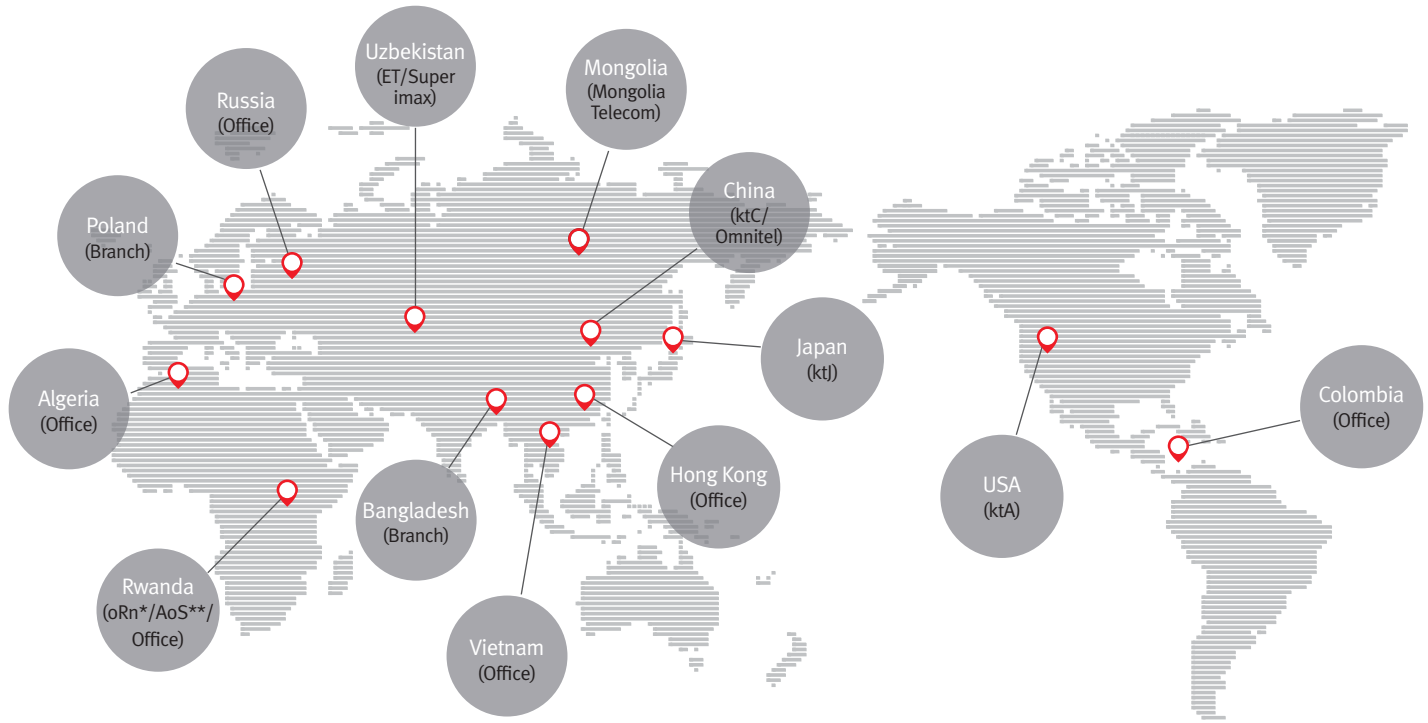 Uzbekistan
(ET/Super
imax)
Mongolia
(Mongolia
Telecom)
Russia
(Office)
China
(ktC/
Omnitel)
Poland
(Branch)
Japan
(ktJ)
Algeria
(Office)
Colombia
(Office)
Hong Kong
(Office)
USA
(ktA)
Bangladesh
(Branch)
Rwanda
(oRn*/AoS**/
Office)
Vietnam
(Office)